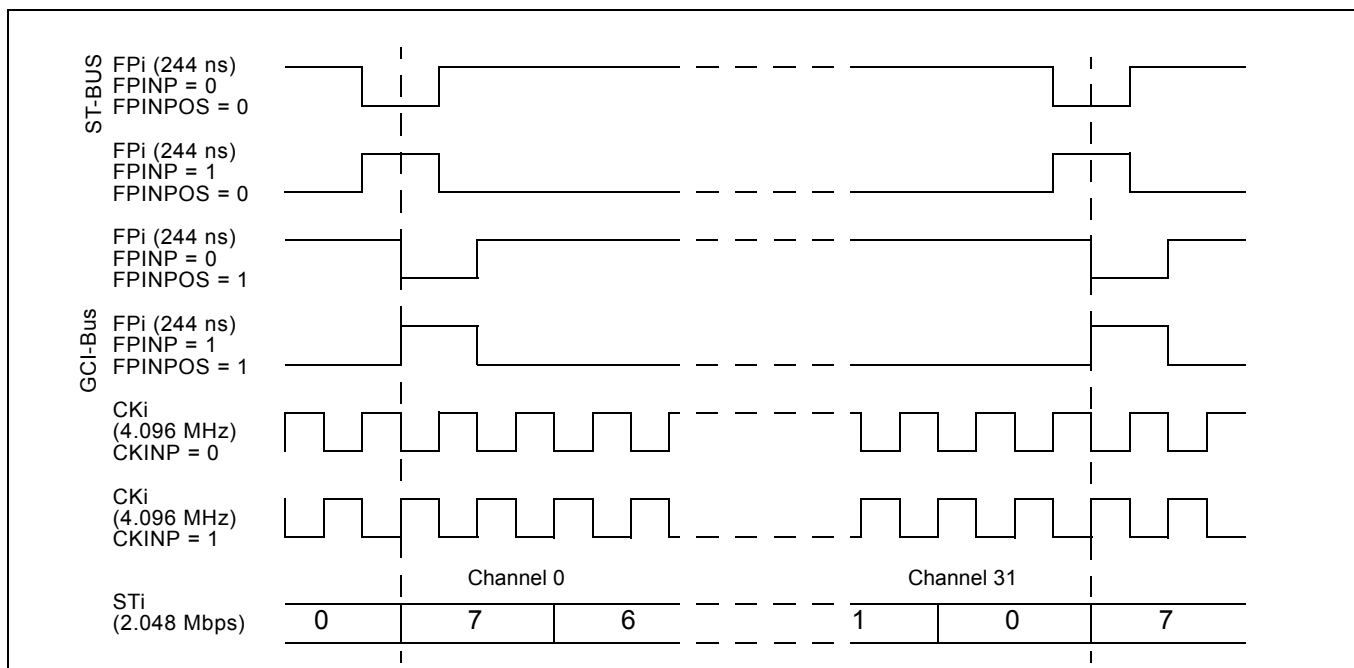 ST-BUS
FPi (244 ns)
FPINP = 0
FPINPOS = 0
FPi (244 ns)
FPINP = 1
FPINPOS = 0
FPi (244 ns)
FPINP = 0
FPINPOS = 1
GCI-Bus
FPi (244 ns)
FPINP = 1
FPINPOS = 1
CKi
(4.096 MHz)
CKINP = 0
CKi
(4.096 MHz)
CKINP = 1
Channel 0 Channel 31
STi
(2.048 Mbps)
0 7 6 1 0 7